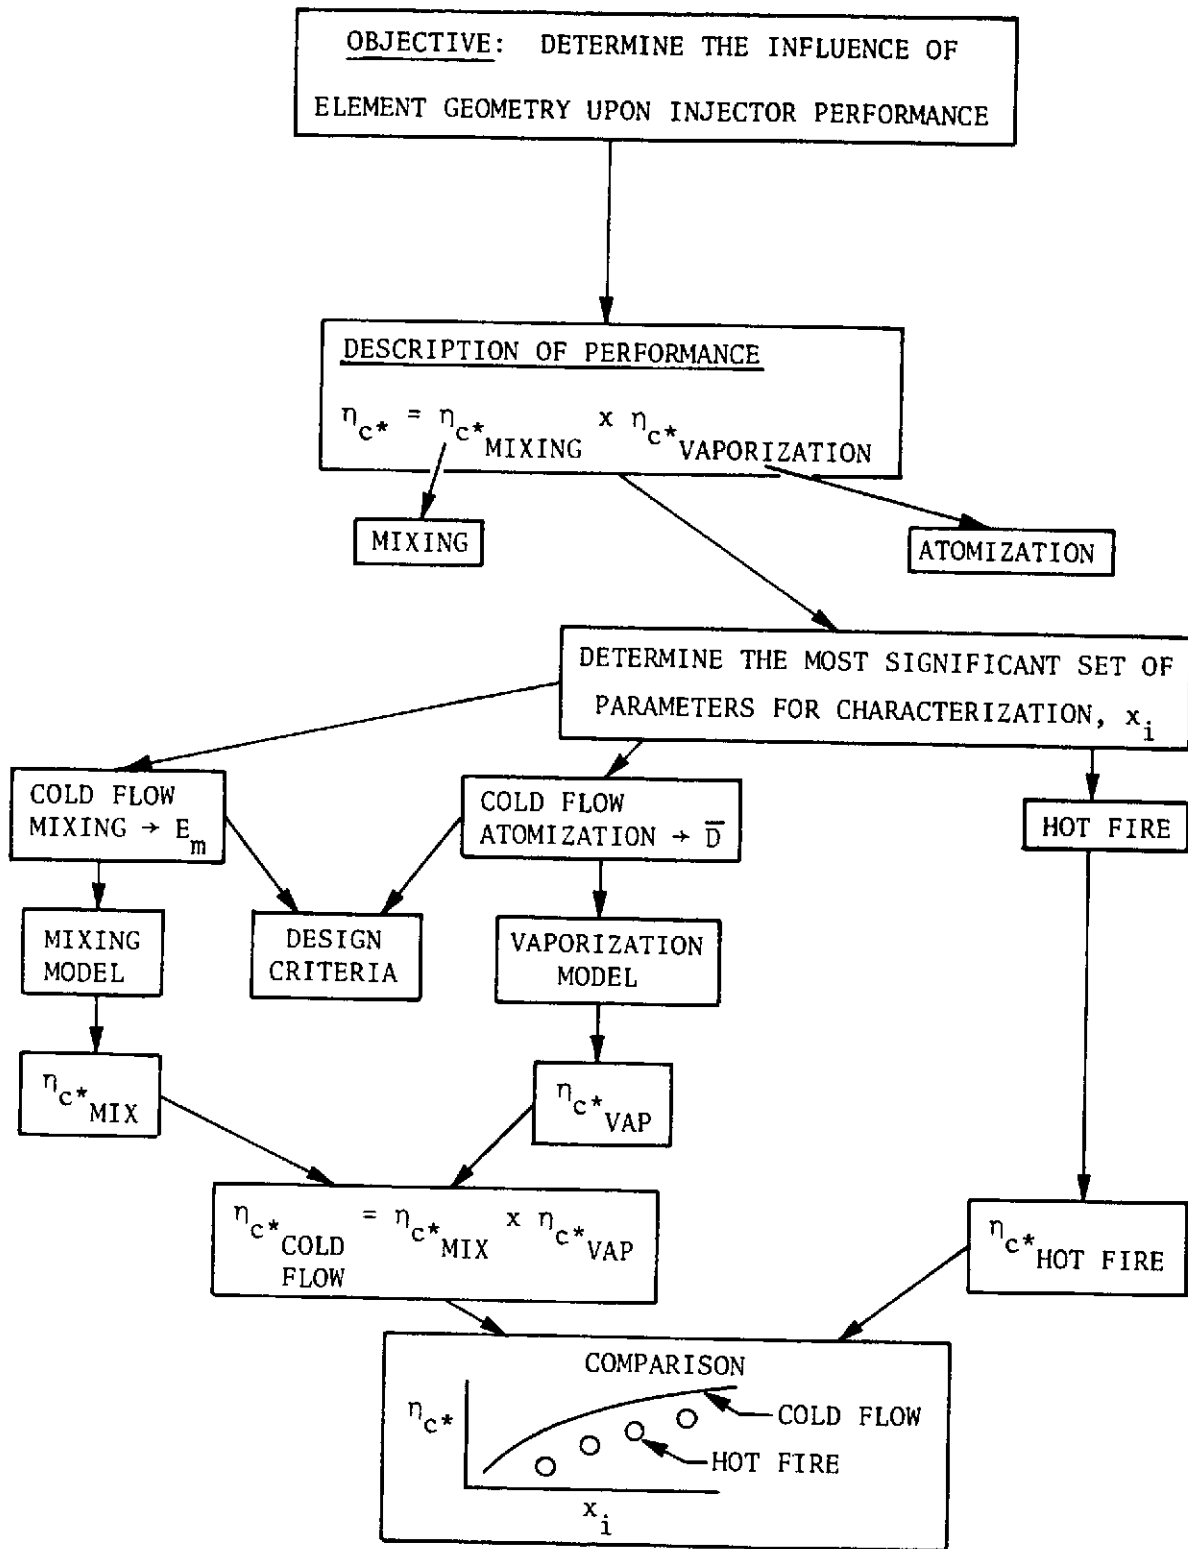 OBJECTIVE: DETERMINE THE INFLUENCE OF
ELEMENT GEOMETRY UPON INJECTOR PERFORMANCE
DESCRIPTION OF PERFORMANCE
ηc* = ηc*MIXING x ηc*VAPORIZATION
MIXING
ATOMIZATION
DETERMINE THE MOST SIGNIFICANT SET OF
PARAMETERS FOR CHARACTERIZATION, xi
COLD FLOW
MIXING → Em
COLD FLOW
ATOMIZATION → D̅
HOT FIRE
MIXING
MODEL
DESIGN
CRITERIA
VAPORIZATION
MODEL
ηc*MIX
ηc*VAP
ηc*COLD FLOW = ηc*MIX x ηc*VAP
ηc*HOT FIRE
COMPARISON
ηc*
COLD FLOW
HOT FIRE
xi